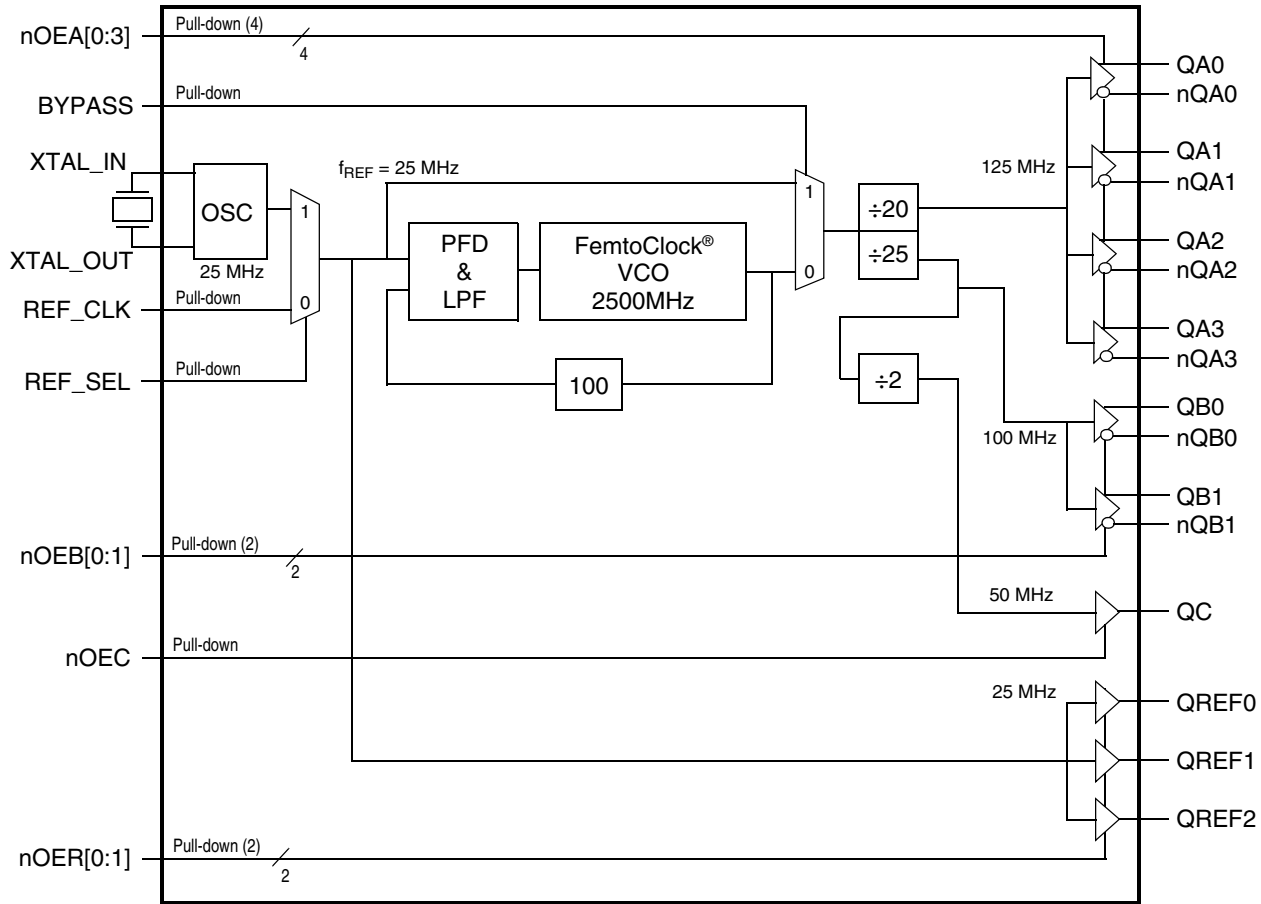 nOEA[0:3]
Pull-down (4)
4
QA0
nQA0
BYPASS
Pull-down
XTAL_IN
OSC
XTAL_OUT
25 MHz
REF_CLK
Pull-down
REF_SEL
Pull-down
1
0
fREF = 25 MHz
PFD
&
LPF
FemtoClock®
VCO
2500MHz
100
1
0
÷20
÷25
÷2
125 MHz
QA1
nQA1
QA2
nQA2
QA3
nQA3
100 MHz
QB0
nQB0
QB1
nQB1
nOEB[0:1]
Pull-down (2)
2
50 MHz
QC
nOEC
Pull-down
25 MHz
QREF0
QREF1
QREF2
nOER[0:1]
Pull-down (2)
2